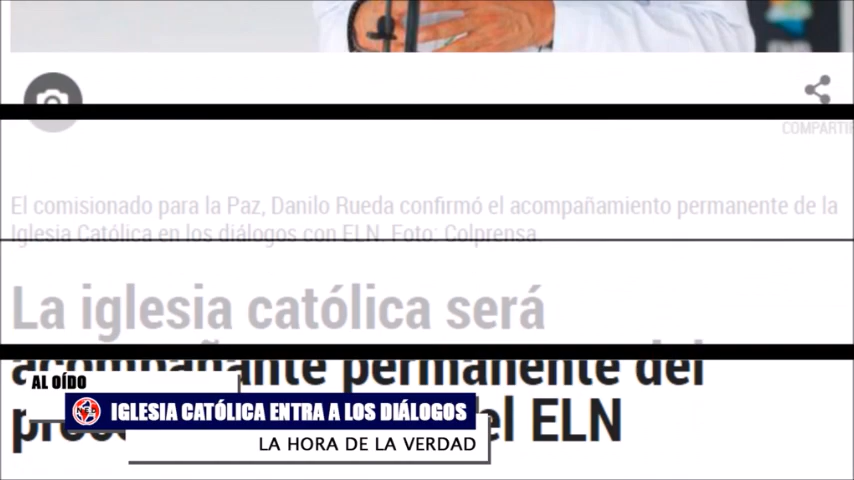 COMPARTIR
El comisionado para la Paz, Danilo Rueda confirmó el acompañamiento permanente de la
Iglesia Católica en los diálogos con ELN. Foto: Colprensa.
La iglesia católica será
acompañante permanente del
el ELN
AL OÍDO
IGLESIA CATÓLICA ENTRA A LOS DIÁLOGOS
LA HORA DE LA VERDAD